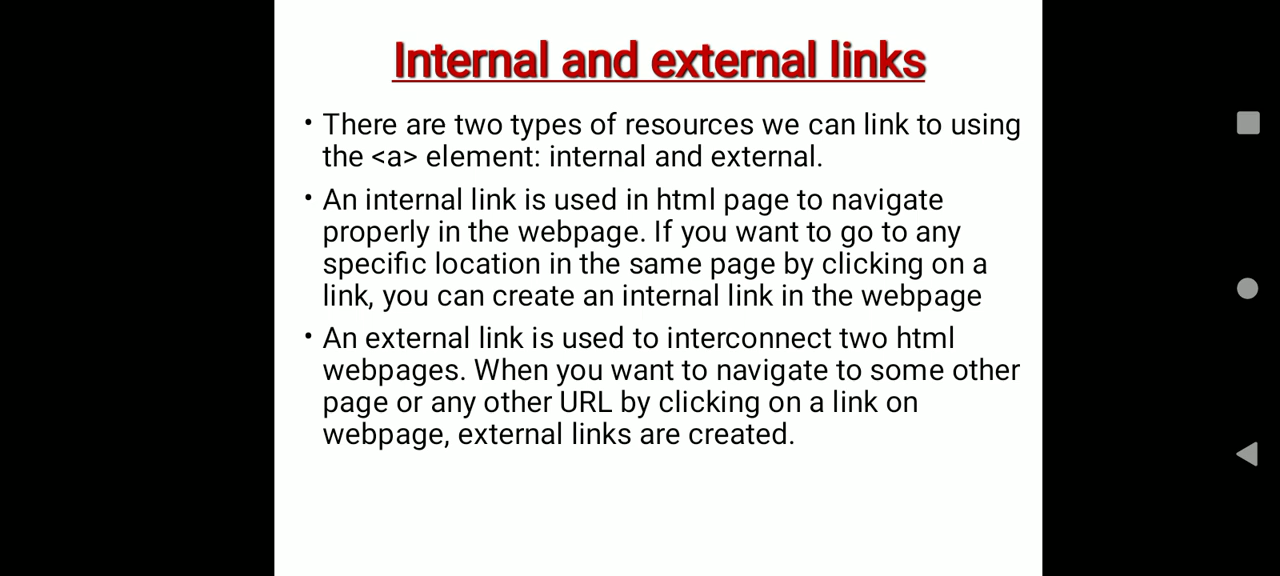 Internal and external links
• There are two types of resources we can link to using
the <a> element: internal and external.
• An internal link is used in html page to navigate
properly in the webpage. If you want to go to any
specific location in the same page by clicking on a
link, you can create an internal link in the webpage
• An external link is used to interconnect two html
webpages. When you want to navigate to some other
page or any other URL by clicking on a link on
webpage, external links are created.